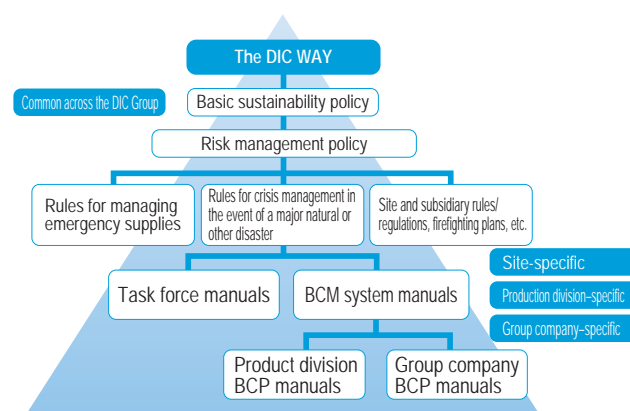 The DIC WAY
Common across the DIC Group
Basic sustainability policy
Risk management policy
Rules for managing
emergency supplies
Rules for crisis management in
the event of a major natural or
other disaster
Site and subsidiary rules/
regulations, firefighting plans, etc.
Site-specific
Production division–specific
Group company–specific
Task force manuals
BCM system manuals
Product division
BCP manuals
Group company
BCP manuals